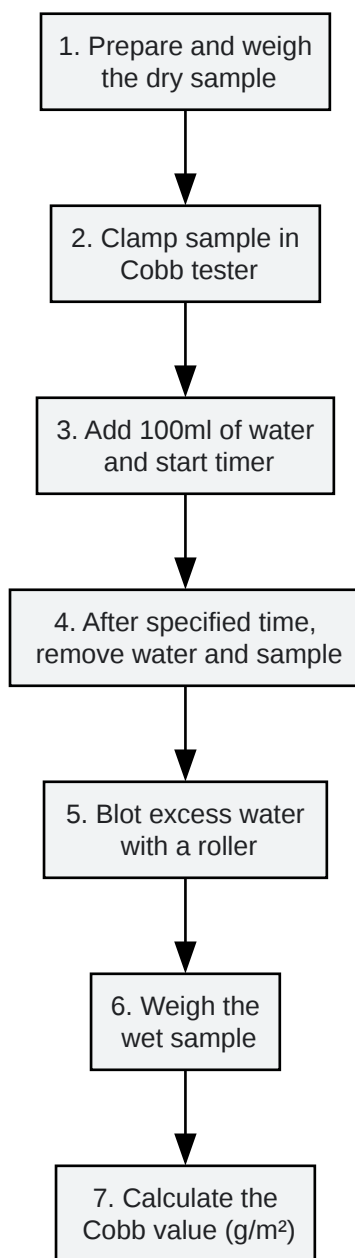 1. Prepare and weigh
the dry sample
2. Clamp sample in
Cobb tester
3. Add 100ml of water
and start timer
4. After specified time,
remove water and sample
5. Blot excess water
with a roller
6. Weigh the
wet sample
7. Calculate the
Cobb value (g/m²)